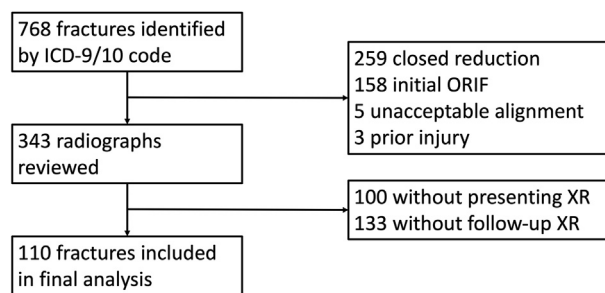 768 fractures identified
by ICD-9/10 code
259 closed reduction
158 initial ORIF
5 unacceptable alignment
3 prior injury
343 radiographs
reviewed
100 without presenting XR
133 without follow-up XR
110 fractures included
in final analysis